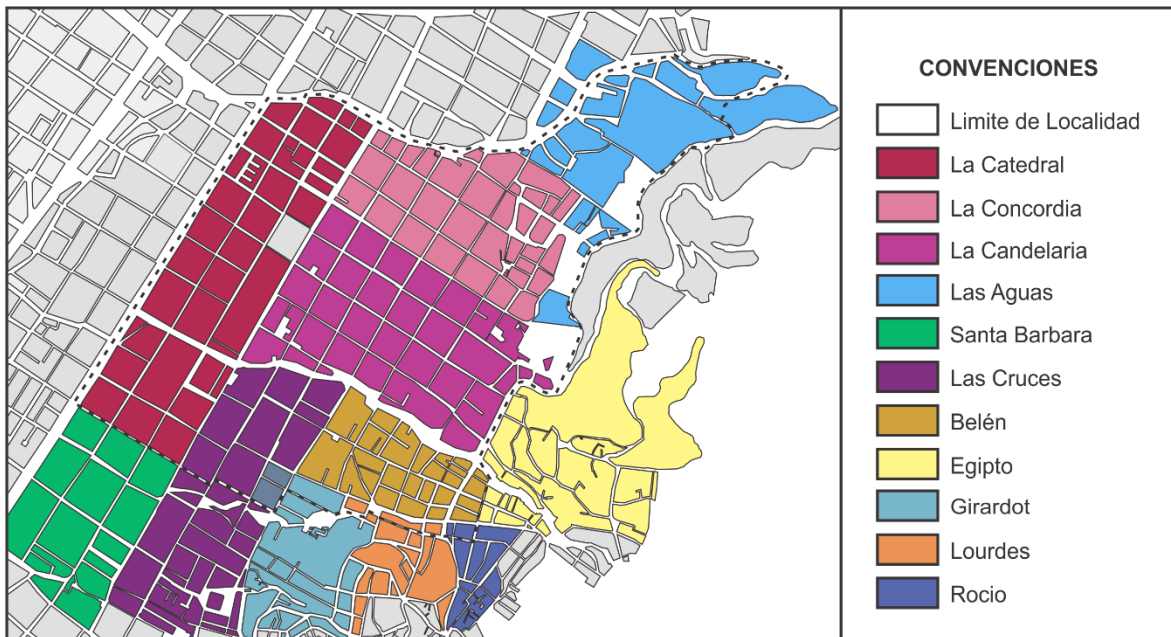 CONVENCIONES
Limite de Localidad
La Catedral
La Concordia
La Candelaria
Las Aguas
Santa Barbara
Las Cruces
Belén
Egipto
Girardot
Lourdes
Rocio